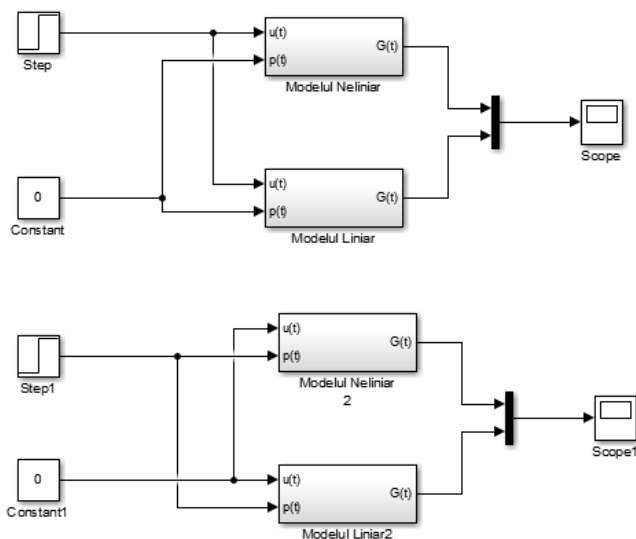 u(t)
G(t)
p(t)
Step
Modelul Neliniar
Scope
u(t)
0
G(t)
p(t)
Constant
Modelul Liniar
u(t)
G(t)
p(t)
Step1
Modelul Neliniar
2
Scope1
0
u(t)
G(t)
p(t)
Constant1
Modelul Liniar2